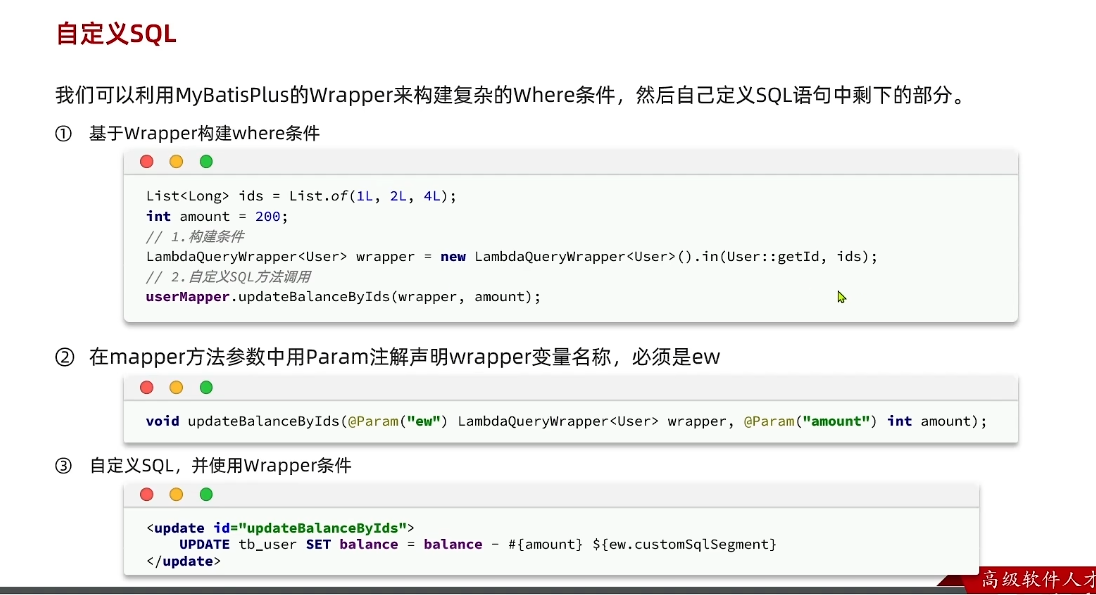 自定义SQL
我们可以利用MyBatisPlus的Wrapper来构建复杂的Where条件，然后自己定义SQL语句中剩下的部分。
① 基于Wrapper构建where条件
List<Long> ids = List.of(1L, 2L, 4L);
int amount = 200;
// 1.构建条件
LambdaQueryWrapper<User> wrapper = new LambdaQueryWrapper<User>().in(User::getId, ids);
// 2.自定义SQL方法调用
userMapper.updateBalanceByIds(wrapper, amount);
② 在mapper方法参数中用Param注解声明wrapper变量名称，必须是ew
void updateBalanceByIds(@Param("ew") LambdaQueryWrapper<User> wrapper, @Param("amount") int amount);
③ 自定义SQL，并使用Wrapper条件
<update id="updateBalanceByIds">
UPDATE tb_user SET balance = balance - #{amount} ${ew.customSqlSegment}
</update>
高级软件人才